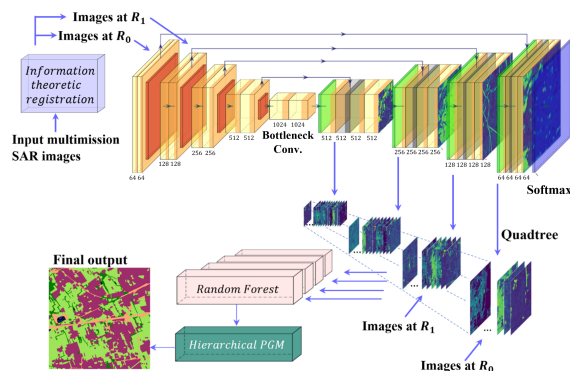 Images at R1
Images at R0
Information
theoretic
registration
Input multimission
SAR images
64 64
128 128
256 256
512 512
1024 1024
Bottleneck
Conv.
512 512 512 512
256 256 256 256
128 128 128 128
64 64 64 64
Softmax
Quadtree
...
...
...
...
Final output
Random Forest
Images at R1
Hierarchical PGM
Images at R0